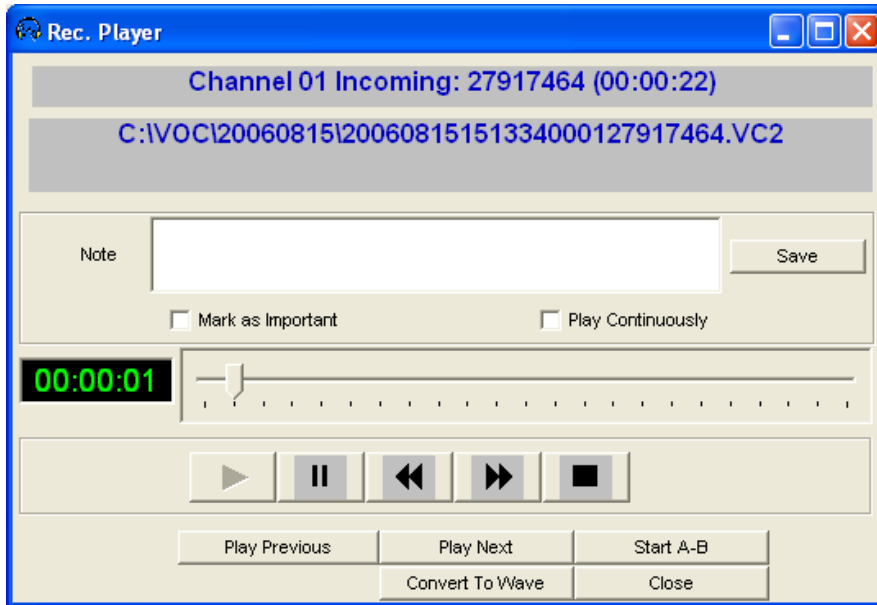 Rec. Player
Channel 01 Incoming: 27917464 (00:00:22)
C:\VOC\20060815\20060815151334000127917464.VC2
Note
Save
Mark as Important
Play Continuously
00:00:01
Play Previous
Play Next
Start A-B
Convert To Wave
Close